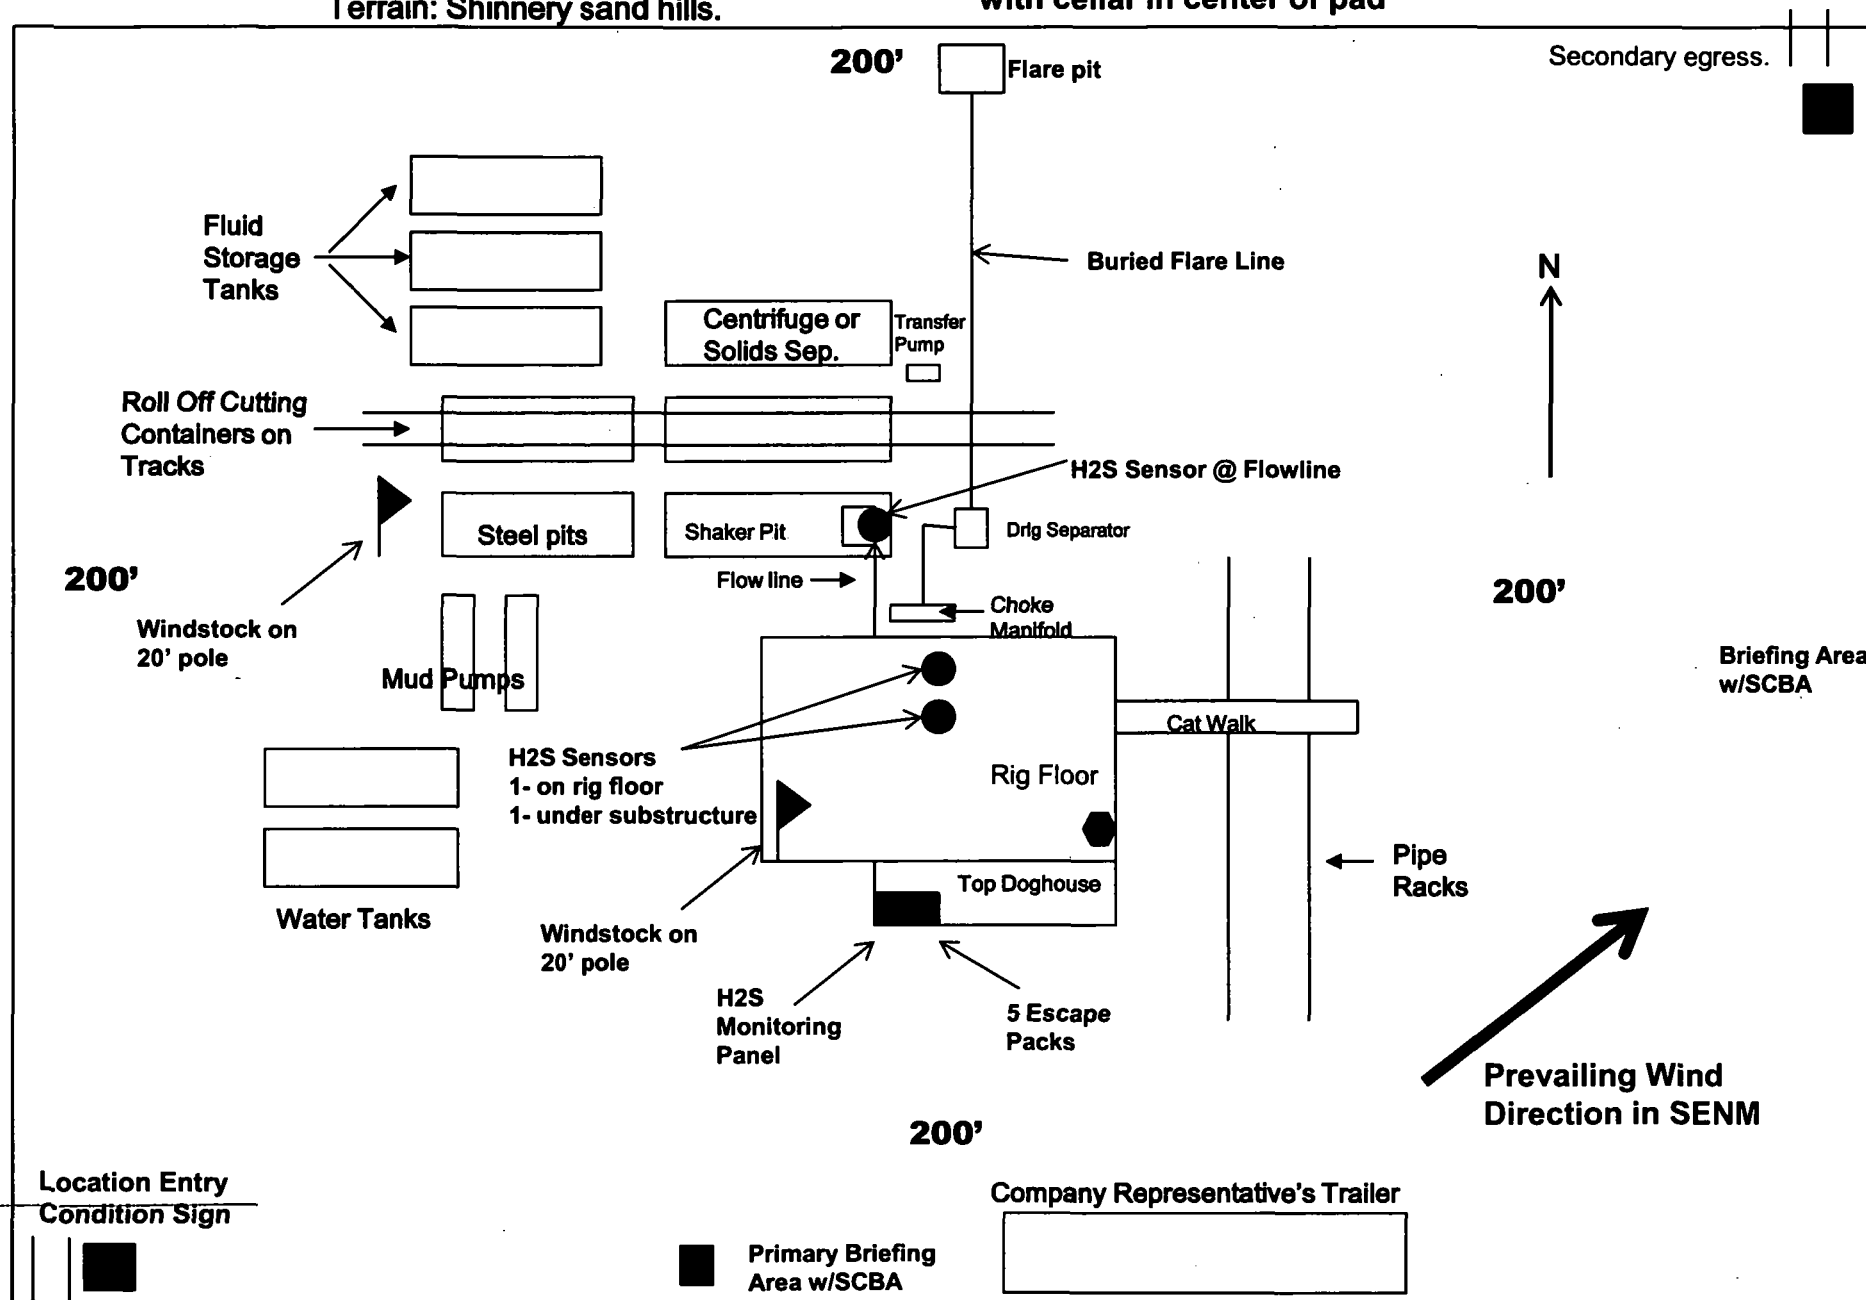 Terrain: Shinnery sand hills.
with cellar in center of pad
200’
Flare pit
Secondary egress.
Fluid
Storage
Tanks
Buried Flare Line
N
Centrifuge or
Solids Sep.
Transfer
Pump
Roll Off Cutting
Containers on
Tracks
H2S Sensor @ Flowline
Steel pits
Shaker Pit
Drlg Separator
200’
Flow line
200’
Choke
Manifold
Windstock on
20’ pole
Briefing Area
w/SCBA
Mud Pumps
Cat Walk
H2S Sensors
1- on rig floor
1- under substructure
Rig Floor
Pipe
Racks
Top Doghouse
Water Tanks
Windstock on
20’ pole
H2S
Monitoring
Panel
5 Escape
Packs
Prevailing Wind
Direction in SENM
200’
Location Entry
Condition Sign
Company Representative’s Trailer
Primary Briefing
Area w/SCBA